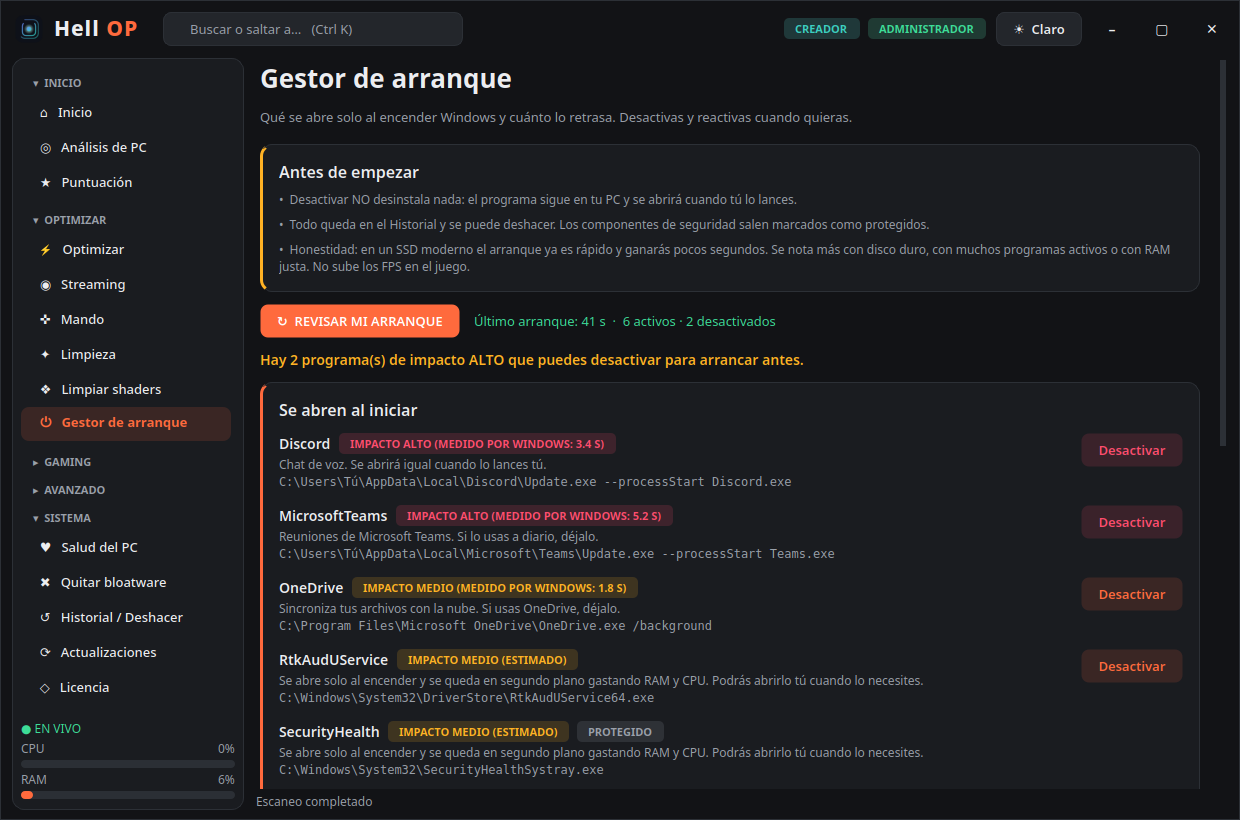 Hell OP
Buscar o saltar a... (Ctrl K)
CREADOR
ADMINISTRADOR
Claro
INICIO
Inicio
Análisis de PC
Puntuación
OPTIMIZAR
Optimizar
Streaming
Mando
Limpieza
Limpiar shaders
Gestor de arranque
GAMING
AVANZADO
SISTEMA
Salud del PC
Quitar bloatware
Historial / Deshacer
Actualizaciones
Licencia
EN VIVO
CPU 0%
RAM 6%
Gestor de arranque
Qué se abre solo al encender Windows y cuánto lo retrasa. Desactivas y reactivas cuando quieras.
Antes de empezar
• Desactivar NO desinstala nada: el programa sigue en tu PC y se abrirá cuando tú lo lances.
• Todo queda en el Historial y se puede deshacer. Los componentes de seguridad salen marcados como protegidos.
• Honestidad: en un SSD moderno el arranque ya es rápido y ganarás pocos segundos. Se nota más con disco duro, con muchos programas activos o con RAM
justa. No sube los FPS en el juego.
REVISAR MI ARRANQUE
Último arranque: 41 s · 6 activos · 2 desactivados
Hay 2 programa(s) de impacto ALTO que puedes desactivar para arrancar antes.
Se abren al iniciar
Discord IMPACTO ALTO (MEDIDO POR WINDOWS: 3.4 S)
Chat de voz. Se abrirá igual cuando lo lances tú.
C:\Users\Tú\AppData\Local\Discord\Update.exe --processStart Discord.exe
Desactivar
MicrosoftTeams IMPACTO ALTO (MEDIDO POR WINDOWS: 5.2 S)
Reuniones de Microsoft Teams. Si lo usas a diario, déjalo.
C:\Users\Tú\AppData\Local\Microsoft\Teams\Update.exe --processStart Teams.exe
Desactivar
OneDrive IMPACTO MEDIO (MEDIDO POR WINDOWS: 1.8 S)
Sincroniza tus archivos con la nube. Si usas OneDrive, déjalo.
C:\Program Files\Microsoft OneDrive\OneDrive.exe /background
Desactivar
RtkAudUService IMPACTO MEDIO (ESTIMADO)
Se abre solo al encender y se queda en segundo plano gastando RAM y CPU. Podrás abrirlo tú cuando lo necesites.
C:\Windows\System32\DriverStore\RtkAudUService64.exe
Desactivar
SecurityHealth IMPACTO MEDIO (ESTIMADO) PROTEGIDO
Se abre solo al encender y se queda en segundo plano gastando RAM y CPU. Podrás abrirlo tú cuando lo necesites.
C:\Windows\System32\SecurityHealthSystray.exe
Escaneo completado